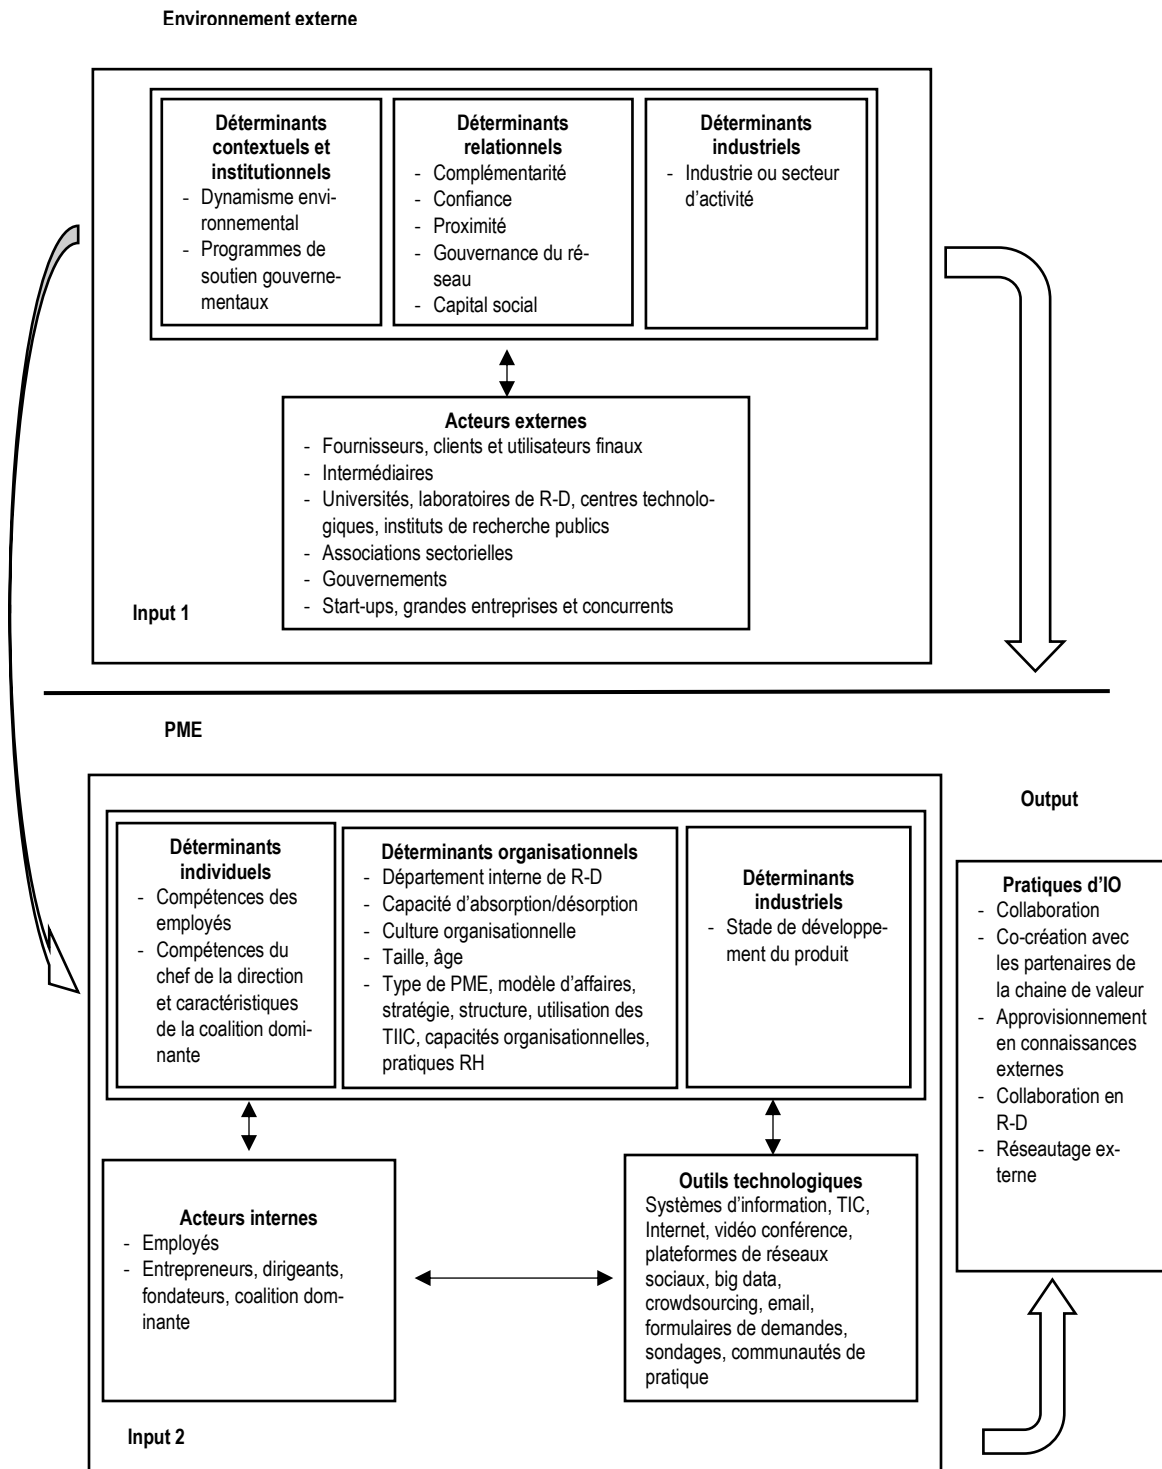 Environnement externe
Déterminants
contextuels et
institutionnels
- Dynamisme envi-
ronnemental
- Programmes de
soutien gouverne-
mentaux
Déterminants
relationnels
- Complémentarité
- Confiance
- Proximité
- Gouvernance du ré-
seau
- Capital social
Déterminants
industriels
- Industrie ou secteur
d'activité
Acteurs externes
- Fournisseurs, clients et utilisateurs finaux
- Intermédiaires
- Universités, laboratoires de R-D, centres technolo-
giques, instituts de recherche publics
- Associations sectorielles
- Gouvernements
- Start-ups, grandes entreprises et concurrents
Input 1
PME
Déterminants
individuels
- Compétences des
employés
- Compétences du
chef de la direction
et caractéristiques
de la coalition domi-
nante
Déterminants organisationnels
- Département interne de R-D
- Capacité d'absorption/désorption
- Culture organisationnelle
- Taille, âge
- Type de PME, modèle d'affaires,
stratégie, structure, utilisation des
TIIC, capacités organisationnelles,
pratiques RH
Déterminants
industriels
- Stade de développe-
ment du produit
Acteurs internes
- Employés
- Entrepreneurs, dirigeants,
fondateurs, coalition dom-
inante
Outils technologiques
Systèmes d'information, TIC,
Internet, vidéo conférence,
plateformes de réseaux
sociaux, big data,
crowdsourcing, email,
formulaires de demandes,
sondages, communautés de
pratique
Input 2
Output
Pratiques d'IO
- Collaboration
- Co-création avec
les partenaires de
la chaine de valeur
- Approvisionnement
en connaissances
externes
- Collaboration en
R-D
- Réseautage ex-
terne